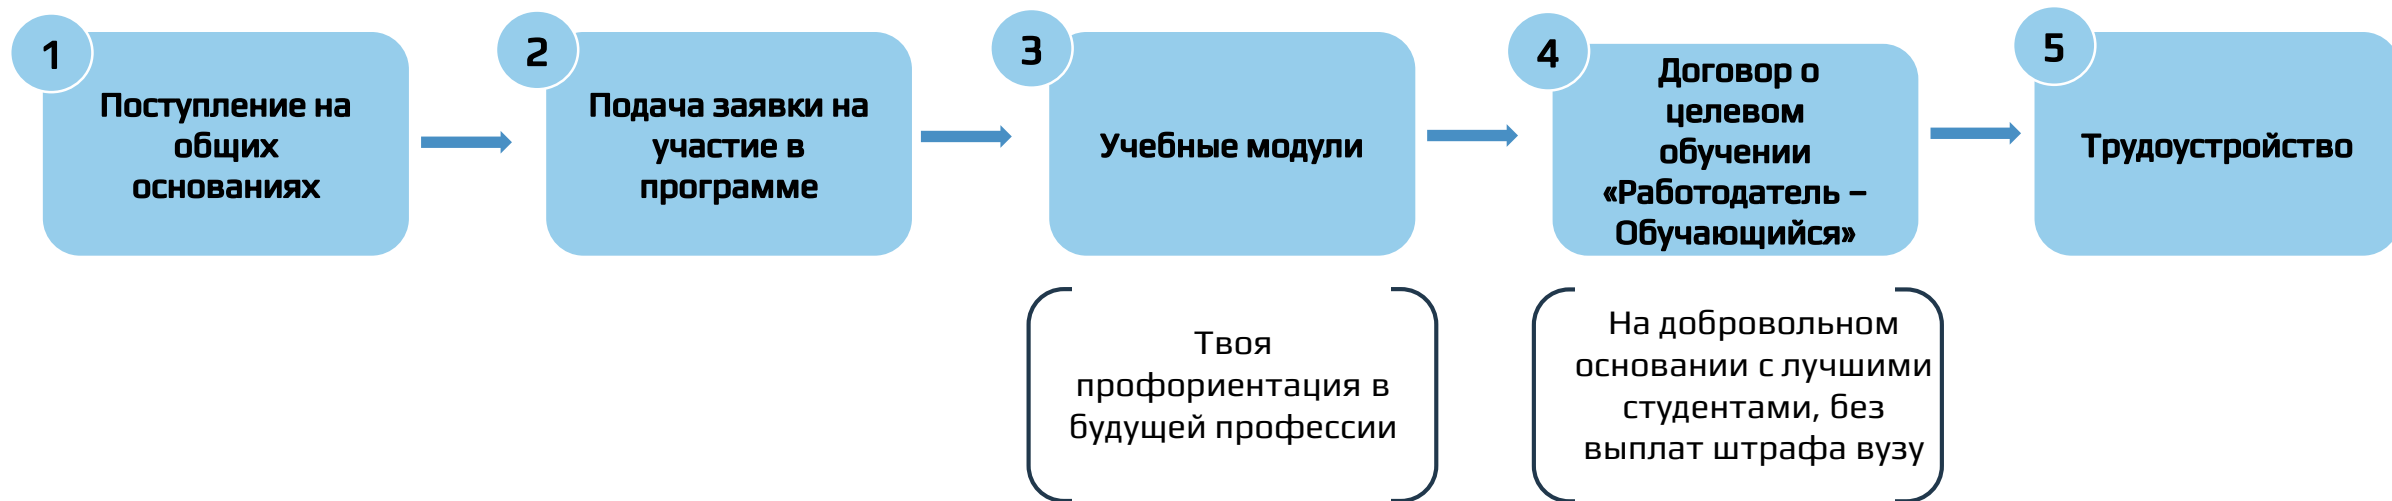 1
Поступление на
общих
основаниях
2
Подача заявки на
участие в
программе
3
Учебные модули
4
Договор о
целевом
обучении
«Работодатель –
Обучающийся»
5
Трудоустройство
Твоя
профориентация в
будущей профессии
На добровольном
основании с лучшими
студентами, без
выплат штрафа вузу